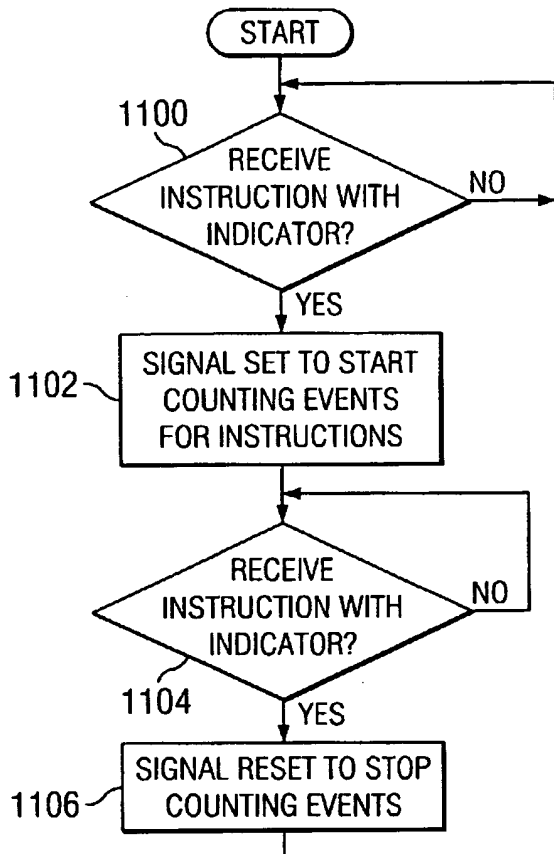 START
1100
RECEIVE
INSTRUCTION WITH
INDICATOR?
NO
YES
1102
SIGNAL SET TO START
COUNTING EVENTS
FOR INSTRUCTIONS
RECEIVE
INSTRUCTION WITH
INDICATOR?
NO
1104
YES
1106
SIGNAL RESET TO STOP
COUNTING EVENTS